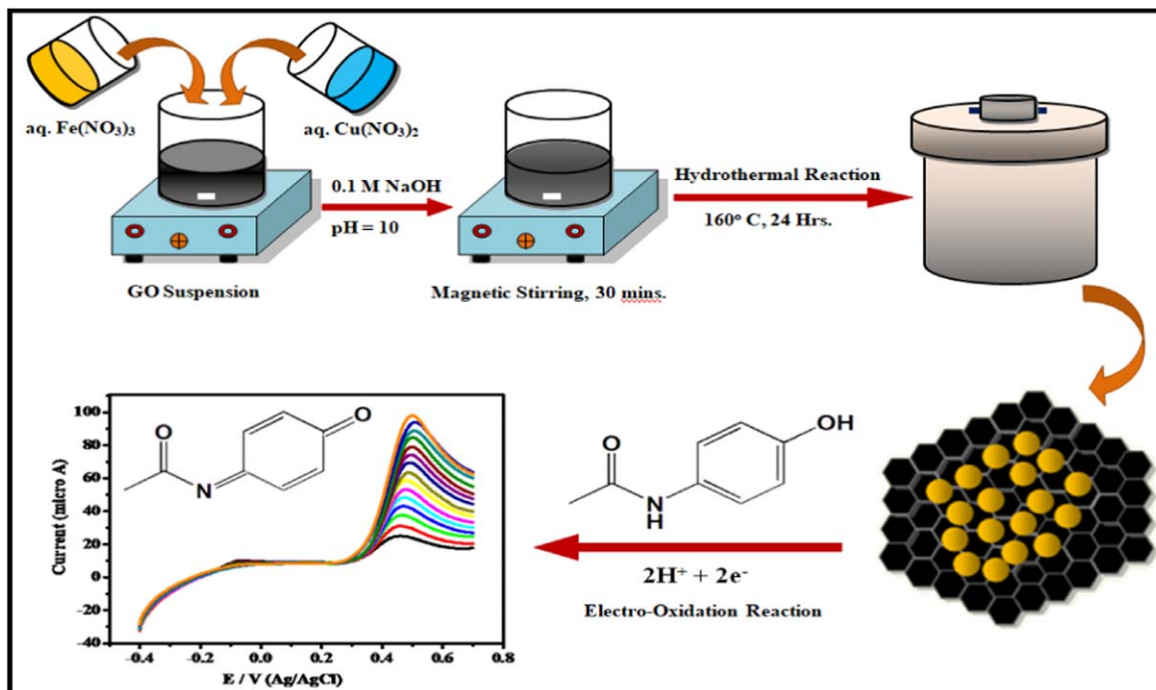 aq. Fe(NO₃)₃
aq. Cu(NO₃)₂
0.1 M NaOH
pH = 10
Hydrothermal Reaction
160° C, 24 Hrs.
GO Suspension
Magnetic Stirring, 30 mins.
100
80
60
40
20
0
-20
-40
Current (micro A)
-0.4
-0.2
0.0
0.2
0.4
0.6
0.8
E / V (Ag/AgCl)
O
O
N
O
OH
N
H
2H⁺ + 2e⁻
Electro-Oxidation Reaction